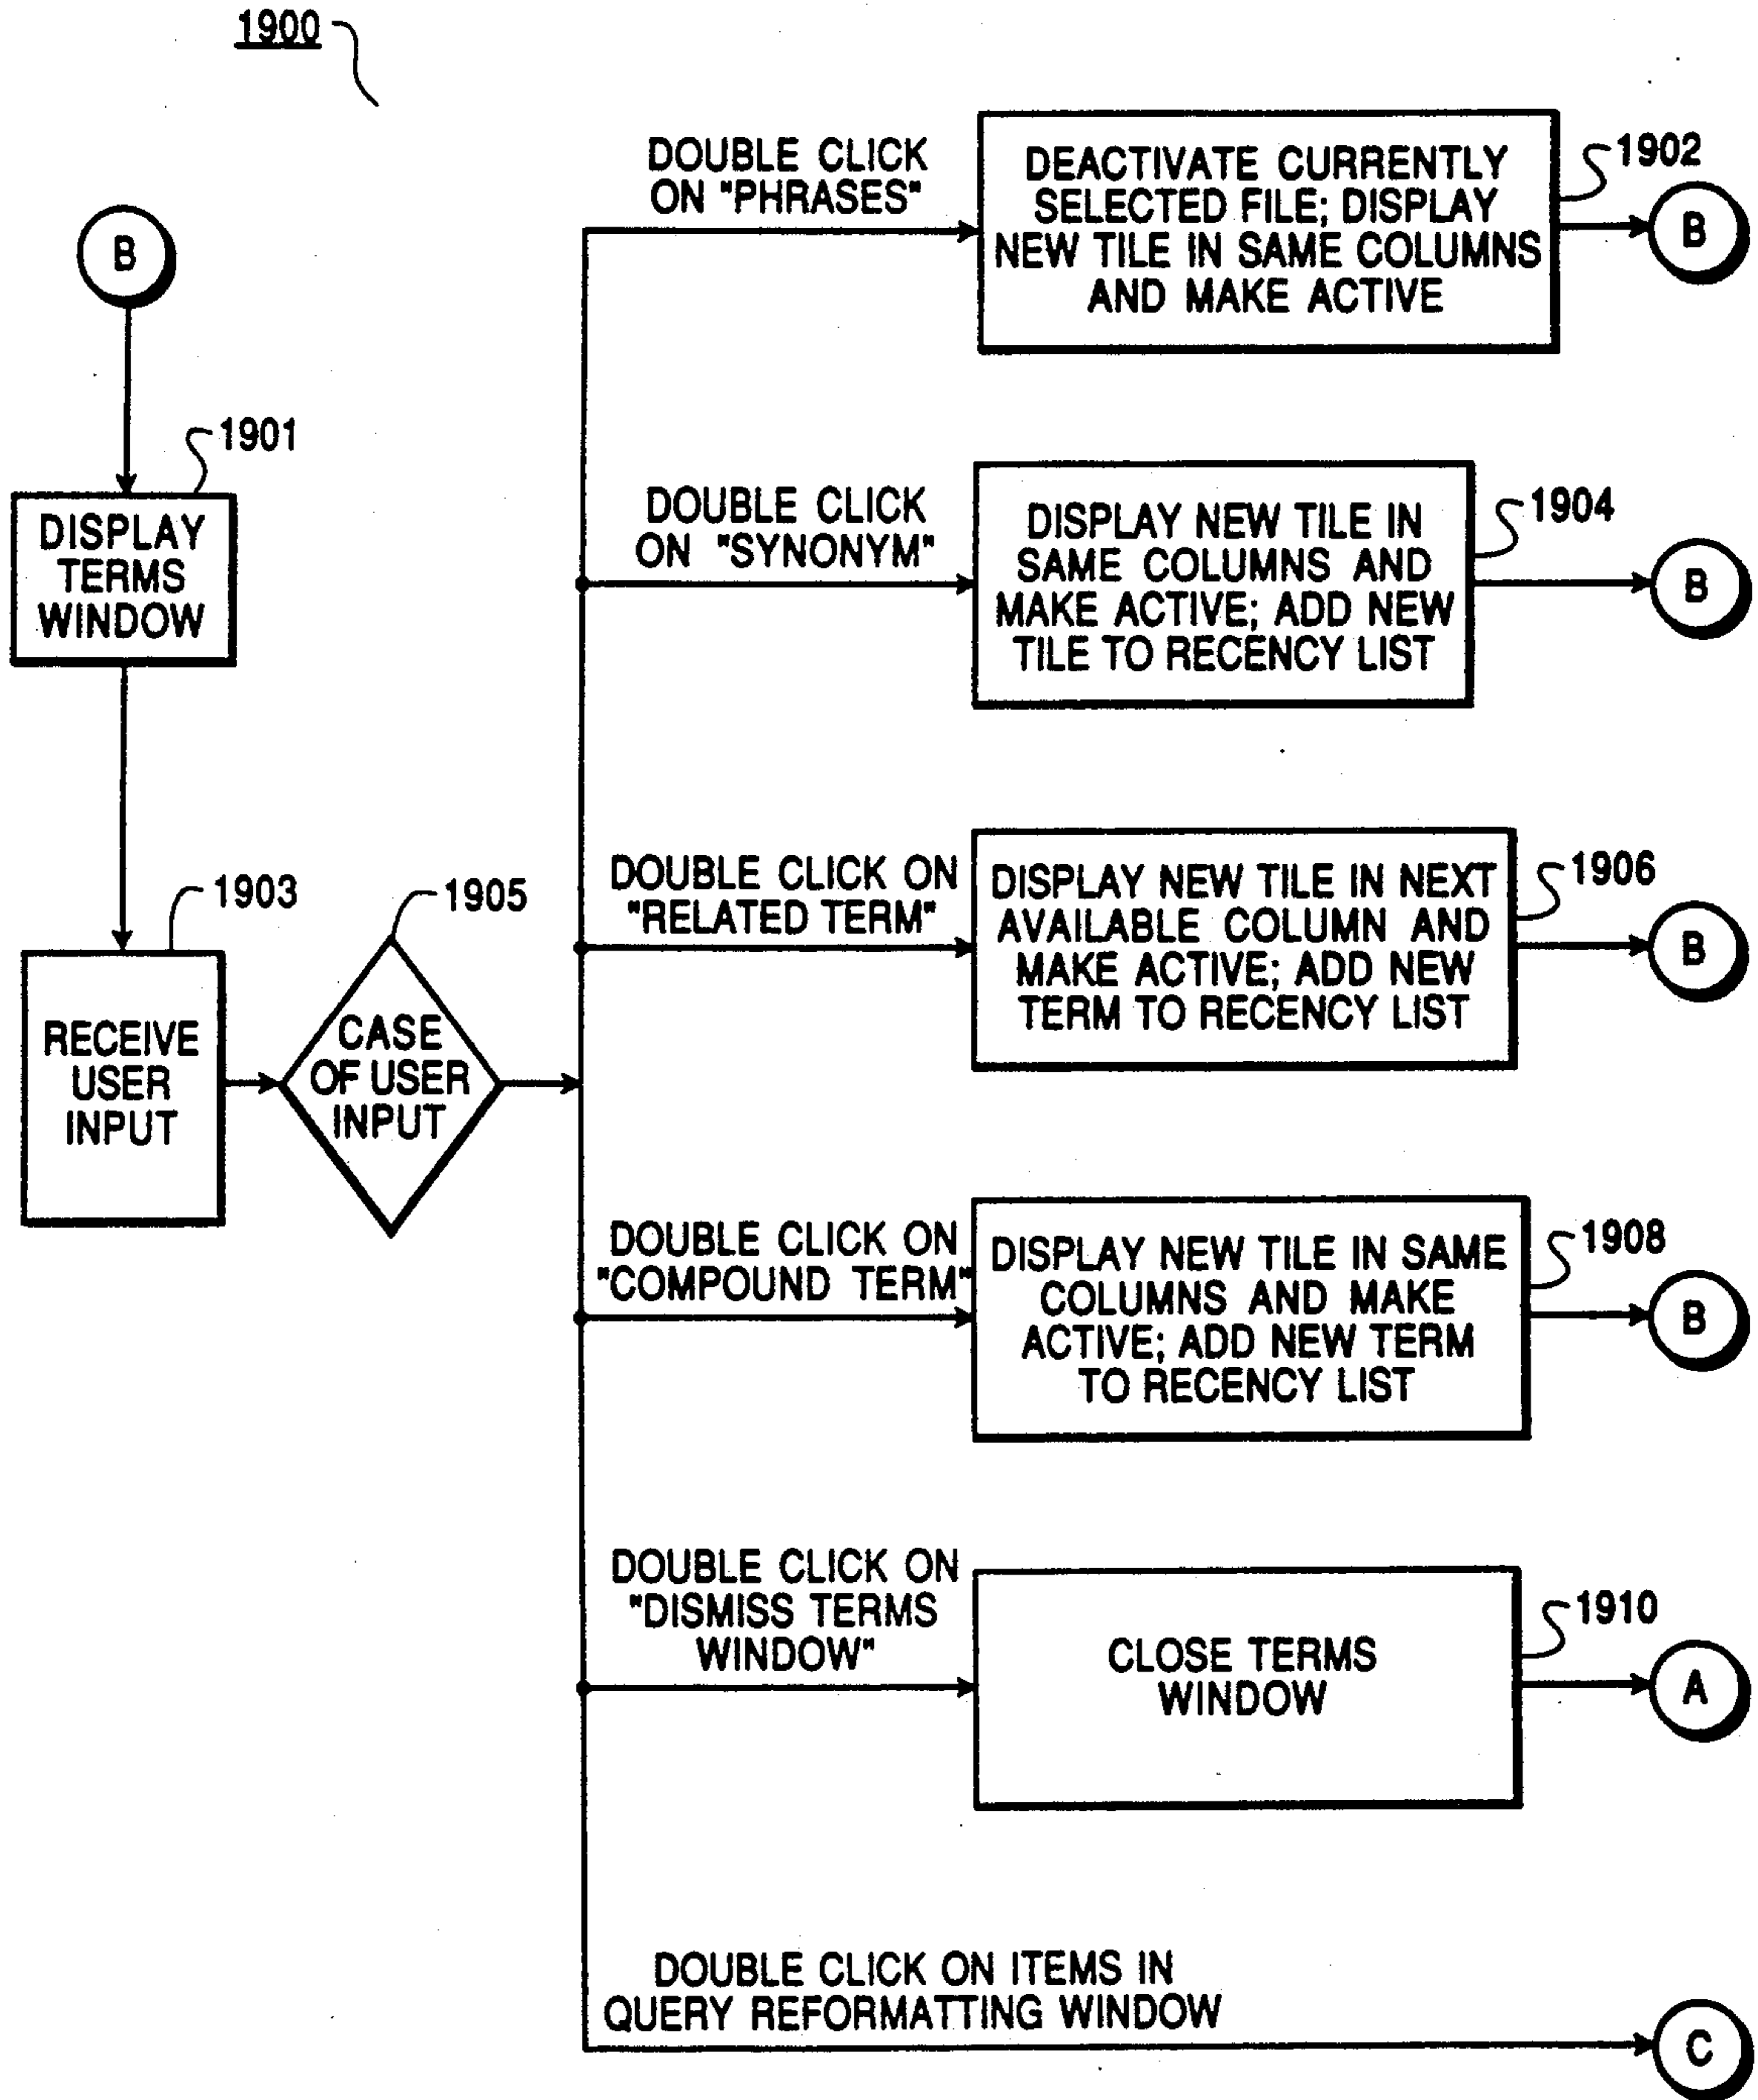 1900
B
1901
DISPLAY
TERMS
WINDOW
1903
RECEIVE
USER
INPUT
1905
CASE
OF USER
INPUT
DOUBLE CLICK
ON "PHRASES"
DEACTIVATE CURRENTLY
SELECTED FILE; DISPLAY
NEW TILE IN SAME COLUMNS
AND MAKE ACTIVE
1902
B
DOUBLE CLICK
ON "SYNONYM"
DISPLAY NEW TILE IN
SAME COLUMNS AND
MAKE ACTIVE; ADD NEW
TILE TO RECENCY LIST
1904
B
DOUBLE CLICK ON
"RELATED TERM"
DISPLAY NEW TILE IN NEXT
AVAILABLE COLUMN AND
MAKE ACTIVE; ADD NEW
TERM TO RECENCY LIST
1906
B
DOUBLE CLICK ON
"COMPOUND TERM"
DISPLAY NEW TILE IN SAME
COLUMNS AND MAKE
ACTIVE; ADD NEW TERM
TO RECENCY LIST
1908
B
DOUBLE CLICK ON
"DISMISS TERMS
WINDOW"
CLOSE TERMS
WINDOW
1910
A
DOUBLE CLICK ON ITEMS IN
QUERY REFORMATTING WINDOW
C